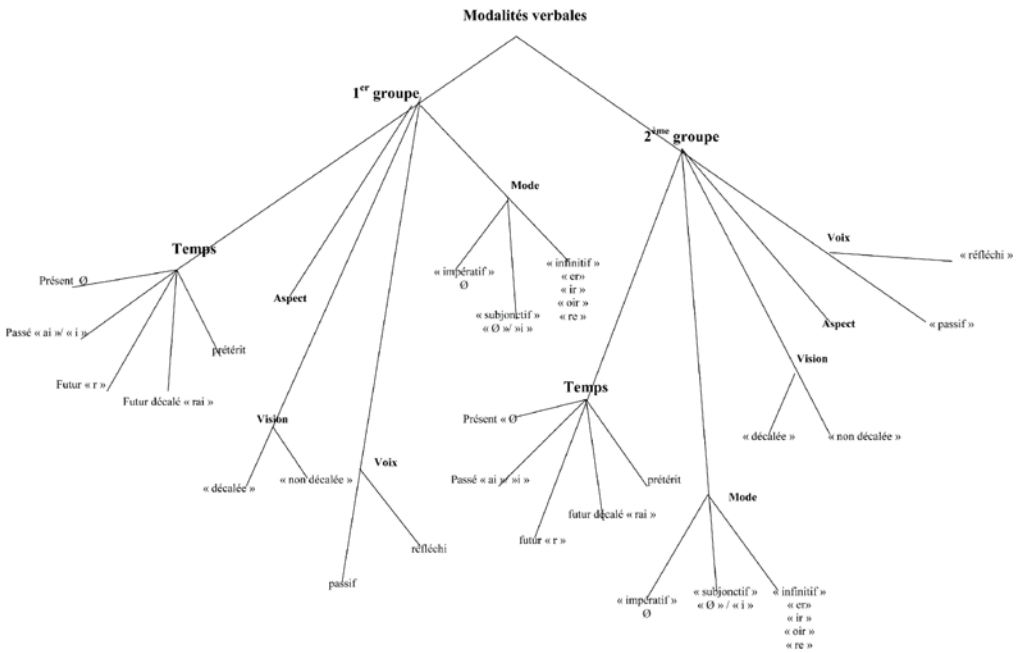 Modalités verbales
1er groupe
2ème groupe
Mode
Voix
Temps
« réfléchi »
« impératif »
Ø
« infinitif »
« er»
« ir »
« oir »
« re »
Présent Ø
Aspect
« subjonctif »
« Ø »/ »i »
Passé « ai »/ « i »
prétérit
Aspect
« passif »
Futur « r »
Futur décalé « rai »
Vision
Temps
Vision
Présent « Ø
« décalée »
« non décalée »
Voix
« décalée »
« non décalée »
Passé « ai » »i »
prétérit
Mode
futur décalé « rai »
futur « r »
réfléchi
passif
« impératif »
Ø
« subjonctif »
« Ø » / « i »
« infinitif »
« er»
« ir »
« oir »
« re »